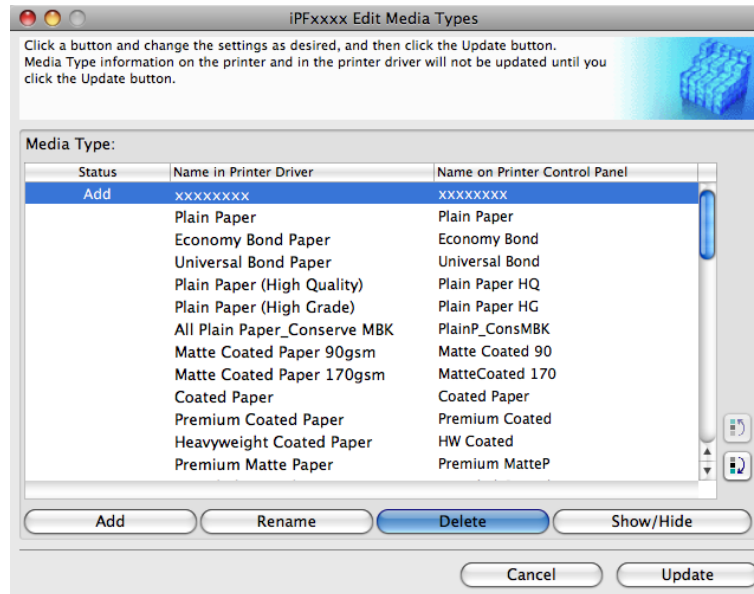 iPFxxxx Edit Media Types
Click a button and change the settings as desired, and then click the Update button.
Media Type information on the printer and in the printer driver will not be updated until you
click the Update button.
Media Type:
Status Name in Printer Driver Name on Printer Control Panel
Add xxxxxxxx xxxxxxxx
Plain Paper Plain Paper
Economy Bond Paper Economy Bond
Universal Bond Paper Universal Bond
Plain Paper (High Quality) Plain Paper HQ
Plain Paper (High Grade) Plain Paper HG
All Plain Paper_Conserve MBK PlainP_ConsMBK
Matte Coated Paper 90gsm Matte Coated 90
Matte Coated Paper 170gsm MatteCoated 170
Coated Paper Coated Paper
Premium Coated Paper Premium Coated
Heavyweight Coated Paper HW Coated
Premium Matte Paper Premium MatteP
Add Rename Delete Show/Hide
Cancel Update